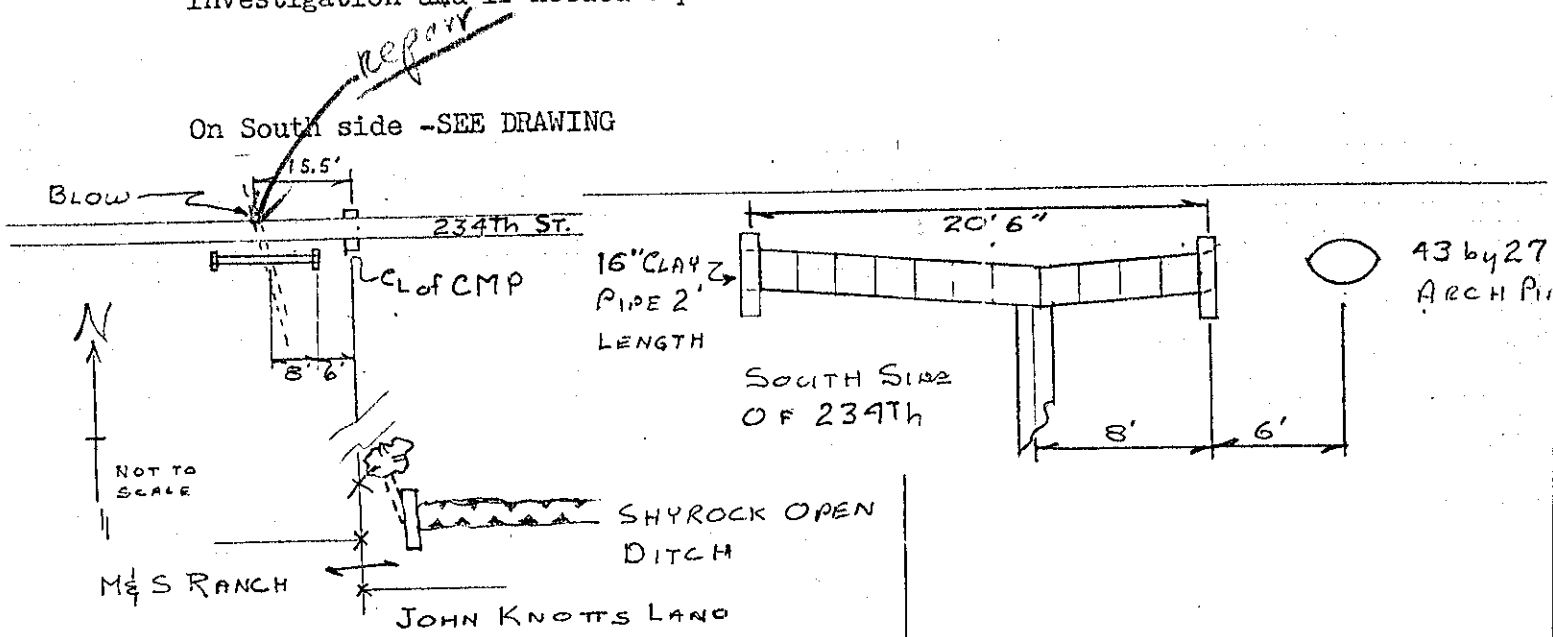 Investigation and if needed
repair
On South side -SEE DRAWING
15.5'
BLOW
234Th ST.
℄ of CMP
8' 6'
N
NOT TO
SCALE
SHYROCK OPEN
DITCH
M&S RANCH
JOHN KNOTTS LAND
20' 6"
16" CLAY
PIPE 2'
LENGTH
43 by 27
ARCH
SOUTH SIDE
OF 234Th
8'
6'